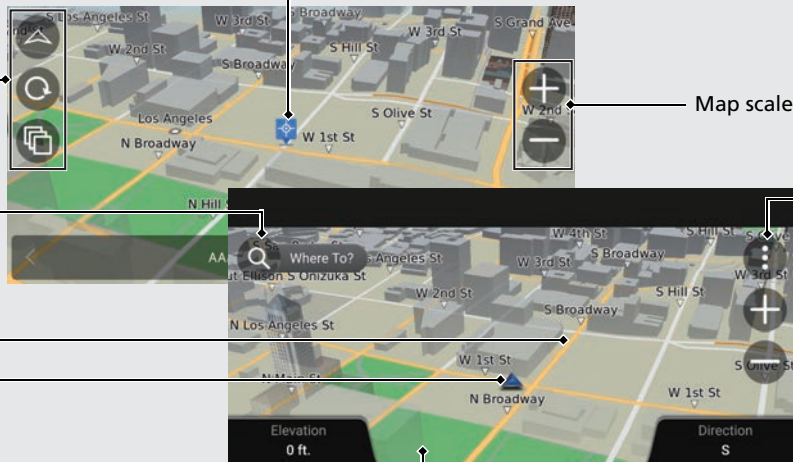 S Los Angeles St
Broadway
W 3rd St
W 3rd St
S Grand Ave
W 2nd St
S Hill St
S Broadway
Los Angeles
S Olive St
W 2nd
Map scale
N Broadway
W 1st St
N Hill
AA
Where To?
s Angeles St
W 4th St
S Hill St
S Broadway
W 3rd St
W 3rd St
ut Ellison S Onizuka St
W 2nd St
S Hill St
S Broadway
N Los Angeles St
W 1st St
S Olive St
N Main St
N Broadway
W 1st St
Elevation
0 ft.
Direction
S